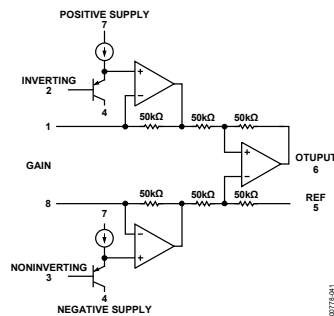 POSITIVE SUPPLY
7
INVERTING
2
4
1
50kΩ 50kΩ 50kΩ
GAIN
OTUPUT
6
50kΩ 50kΩ 50kΩ
8
REF
5
7
NONINVERTING
3
4
NEGATIVE SUPPLY
02778-041